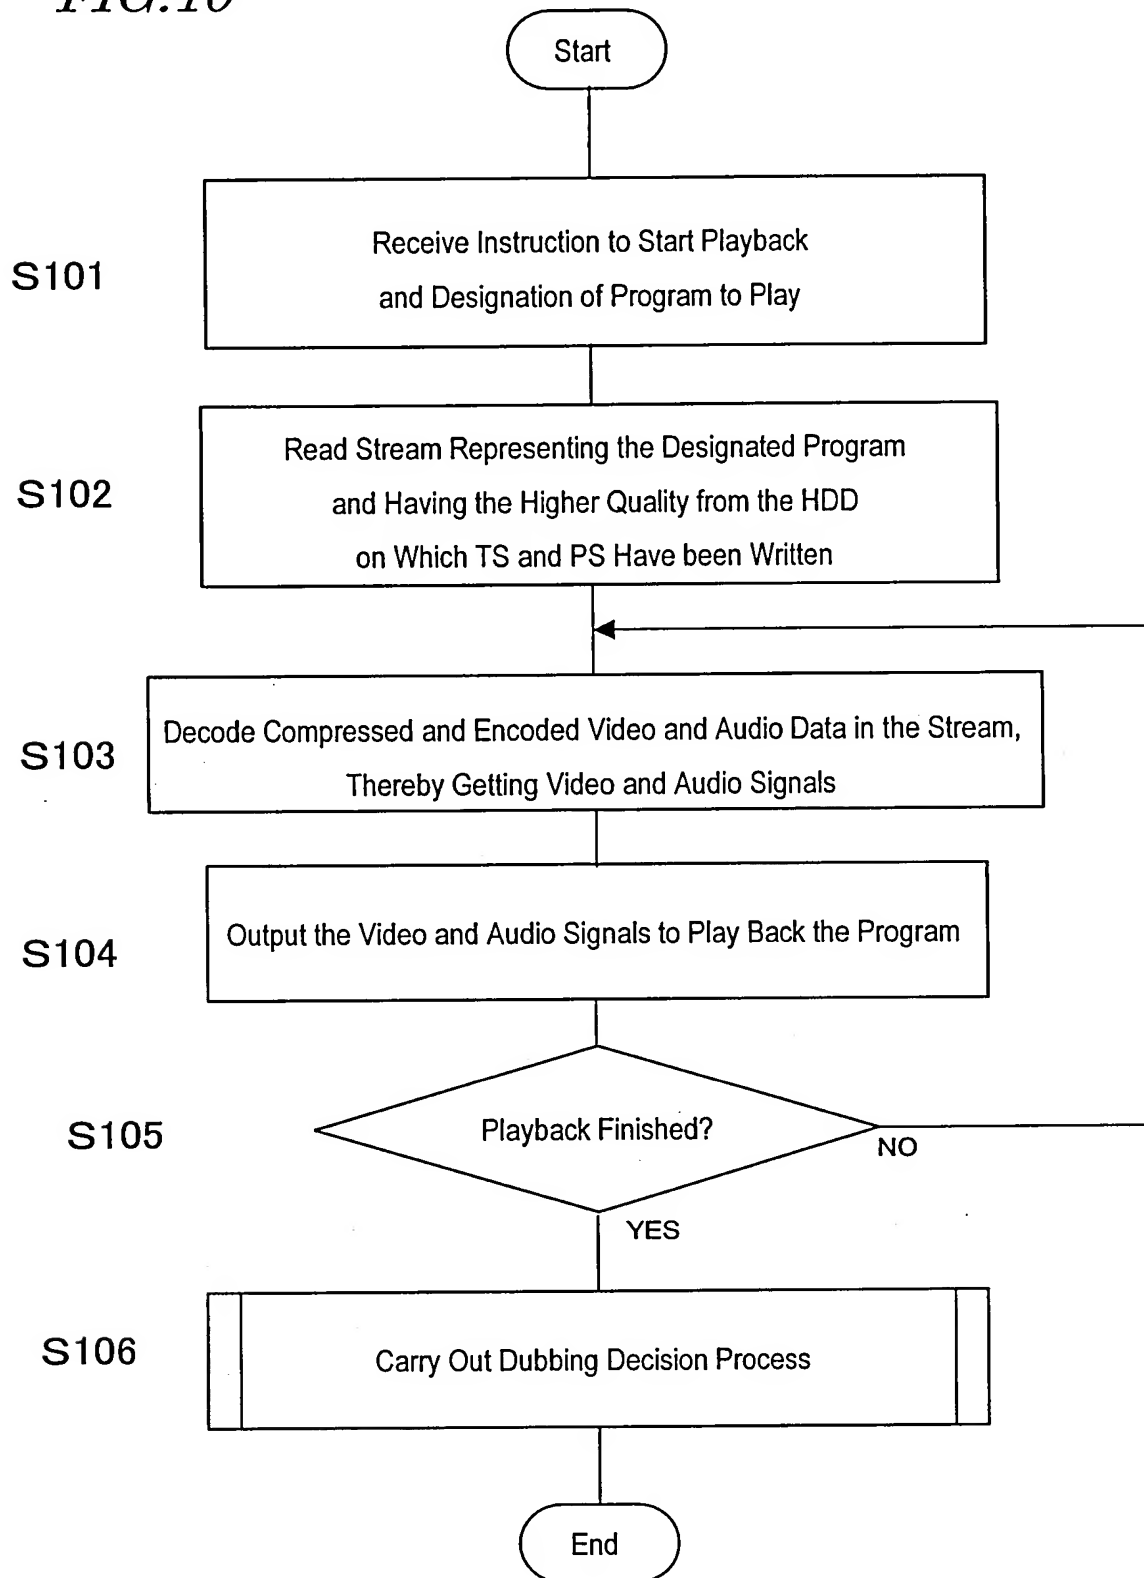 FIG.10
Start
S101
Receive Instruction to Start Playback
and Designation of Program to Play
S102
Read Stream Representing the Designated Program
and Having the Higher Quality from the HDD
on Which TS and PS Have been Written
S103
Decode Compressed and Encoded Video and Audio Data in the Stream,
Thereby Getting Video and Audio Signals
S104
Output the Video and Audio Signals to Play Back the Program
S105
Playback Finished?
NO
YES
S106
Carry Out Dubbing Decision Process
End